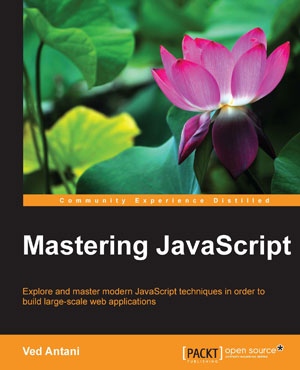 Community Experience Distilled
Mastering JavaScript
Explore and master modern JavaScript techniques in order to
build large-scale web applications
Ved Antani
[PACKT] open source*
PUBLISHING